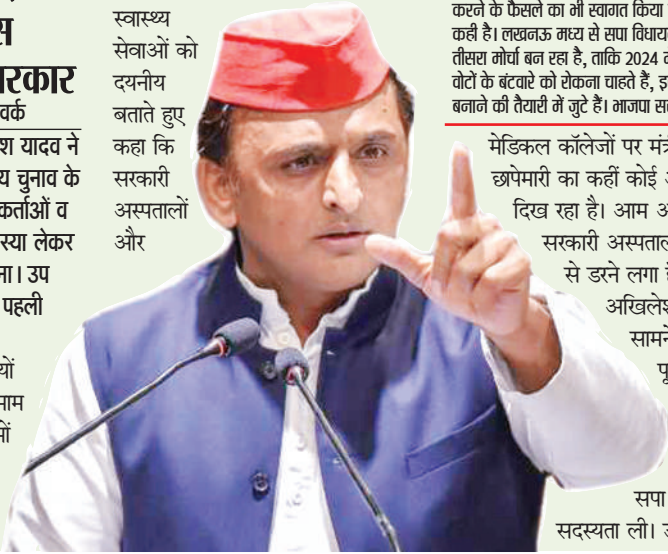 स
रकार
वर्क
श यादव ने
य चुनाव के
कर्ताओं व
स्या लेकर
ना। उप
पहली
यों
माम
स्वास्थ्य
सेवाओं को
दयनीय
बताते हुए
कहा कि
सरकारी
अस्पतालों
और
करने के फैसले का भी स्वागत किया
कही है। लखनऊ मध्य से सपा विधाय
तीसरा मोर्चा बन रहा है, ताकि 2024
वोटों के बंटवारे को रोकना चाहते हैं, इ
बनाने की तैयारी में जुटे हैं। भाजपा स
मेडिकल कॉलेजों पर मंत्र
छापेमारी का कहीं कोई
दिख रहा है। आम
सरकारी अस्पताल
से डरने लगा
अखिलेश
सामने
पू
सपा
सदस्यता ली।